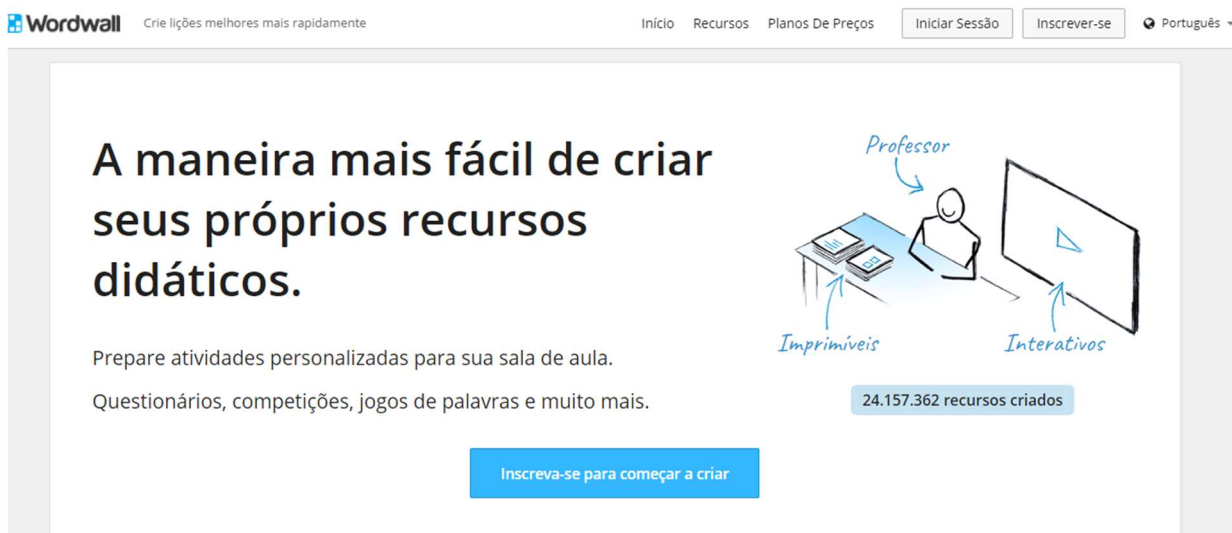 Wordwall Crie lições melhores mais rapidamente Início Recursos Planos De Preços Iniciar Sessão Inscrever-se Português
A maneira mais fácil de criar
seus próprios recursos
didáticos.
Prepare atividades personalizadas para sua sala de aula.
Questionários, competições, jogos de palavras e muito mais.
Professor
Imprimíveis
Interativos
24.157.362 recursos criados
Inscreva-se para começar a criar